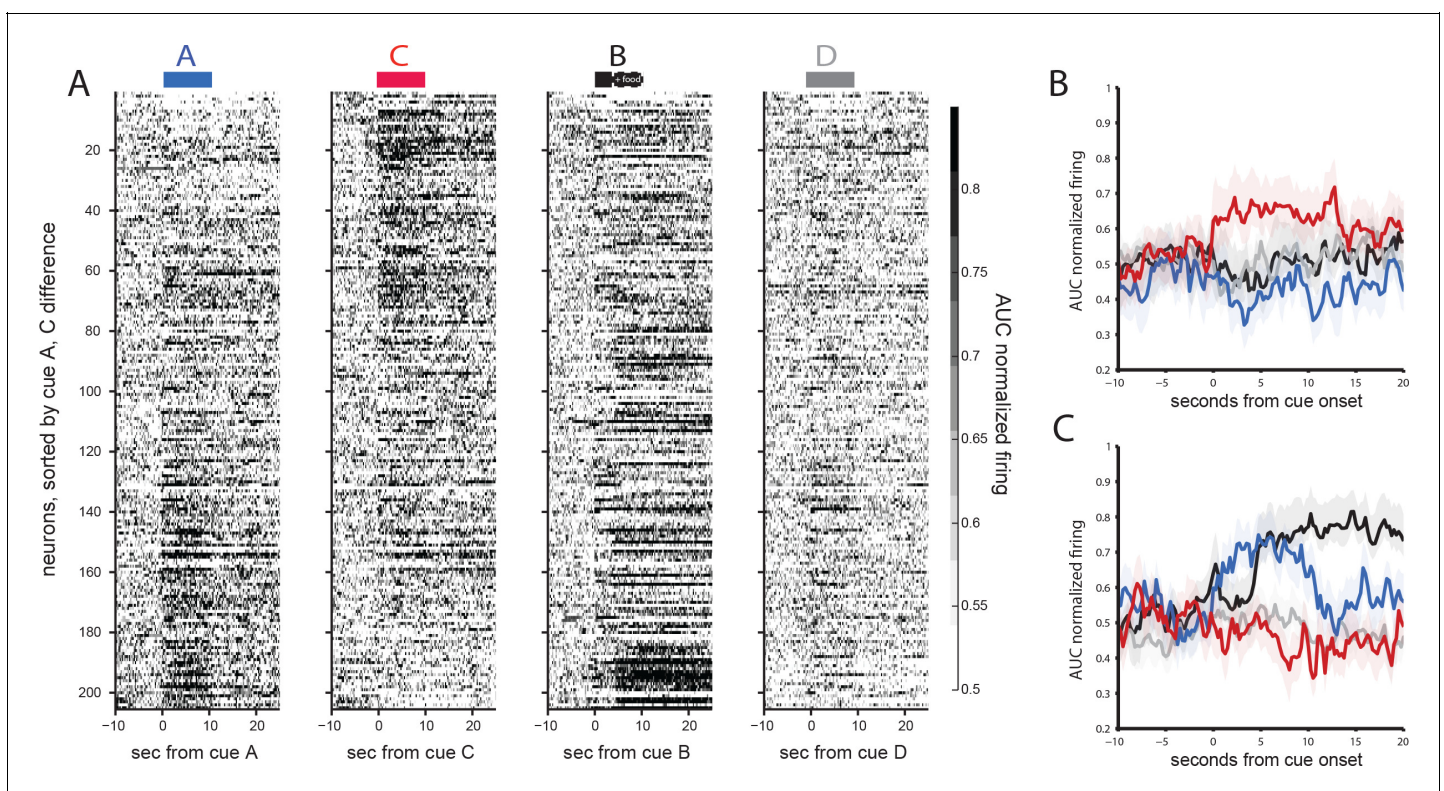 A
C
B
D
A
+ food
neurons, sorted by cue A, C difference
20
40
60
80
100
120
140
160
180
200
−10 0 10 20
sec from cue A
−10 0 10 20
sec from cue C
−10 0 10 20
sec from cue B
−10 0 10 20
sec from cue D
0.8
0.75
0.7
0.65
0.6
0.55
0.5
AUC normalized firing
B
1
0.9
0.8
0.7
0.6
0.5
0.4
0.3
0.2
AUC normalized firing
−10 −5 0 5 10 15 20
seconds from cue onset
C
1
0.9
0.8
0.7
0.6
0.5
0.4
0.3
0.2
AUC normalized firing
−10 −5 0 5 10 15 20
seconds from cue onset